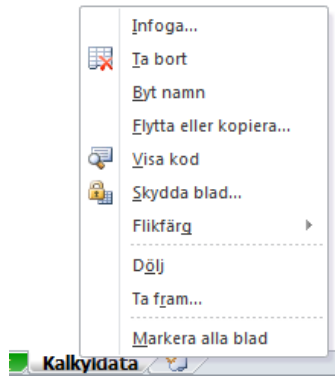 Infoga...
Ta bort
Byt namn
Flytta eller kopiera...
Visa kod
Skydda blad...
Flikfärg
Dölj
Ta fram...
Markera alla blad
Kalkyldata